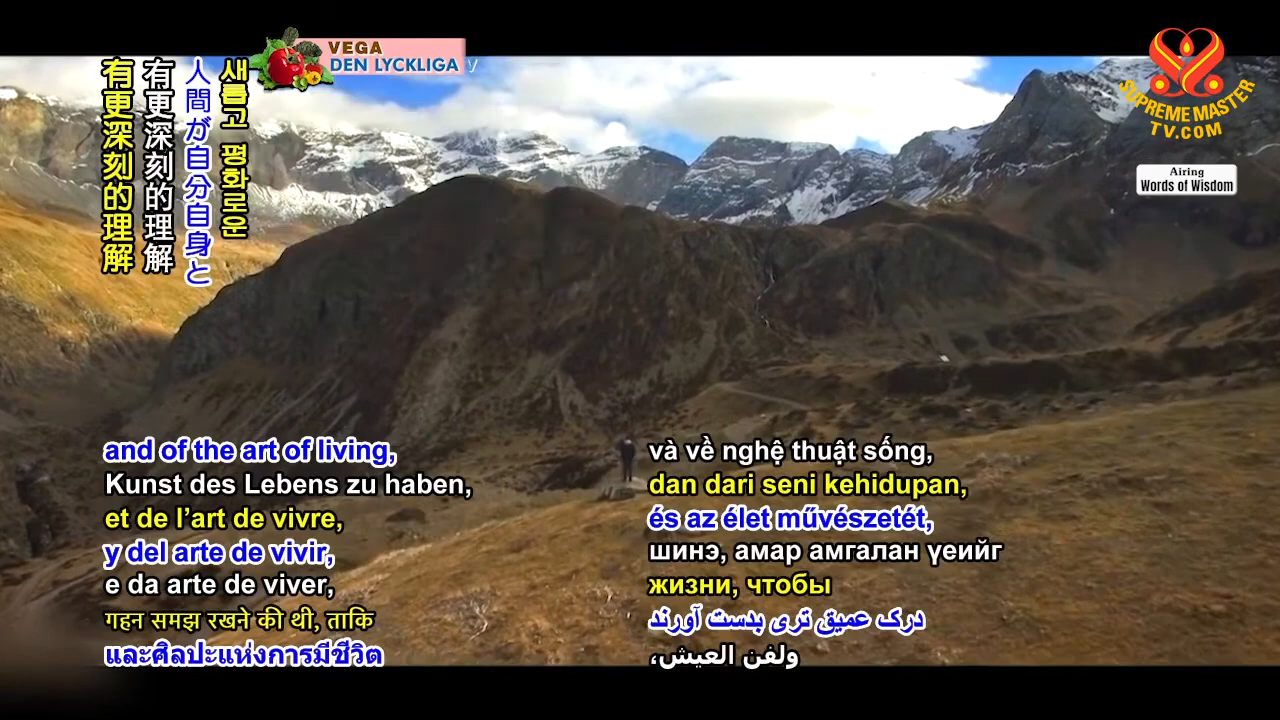 VEGA
DEN LYCKLIGA
SUPREME MASTER
TV.COM
Airing
Words of Wisdom
有更深刻的理解
有更深刻的理解
人間が自分自身と
새롭고 평화로운
and of the art of living,
Kunst des Lebens zu haben,
et de l’art de vivre,
y del arte de vivir,
e da arte de viver,
गहन समझ रखने की थी, ताकि
และศิลปะแห่งการมีชีวิต
và về nghệ thuật sống,
dan dari seni kehidupan,
és az élet művészetét,
шинэ, амар амгалан үеийг
жизни, чтобы
درک عمیق تری بدست آورند
ولفن العيش،